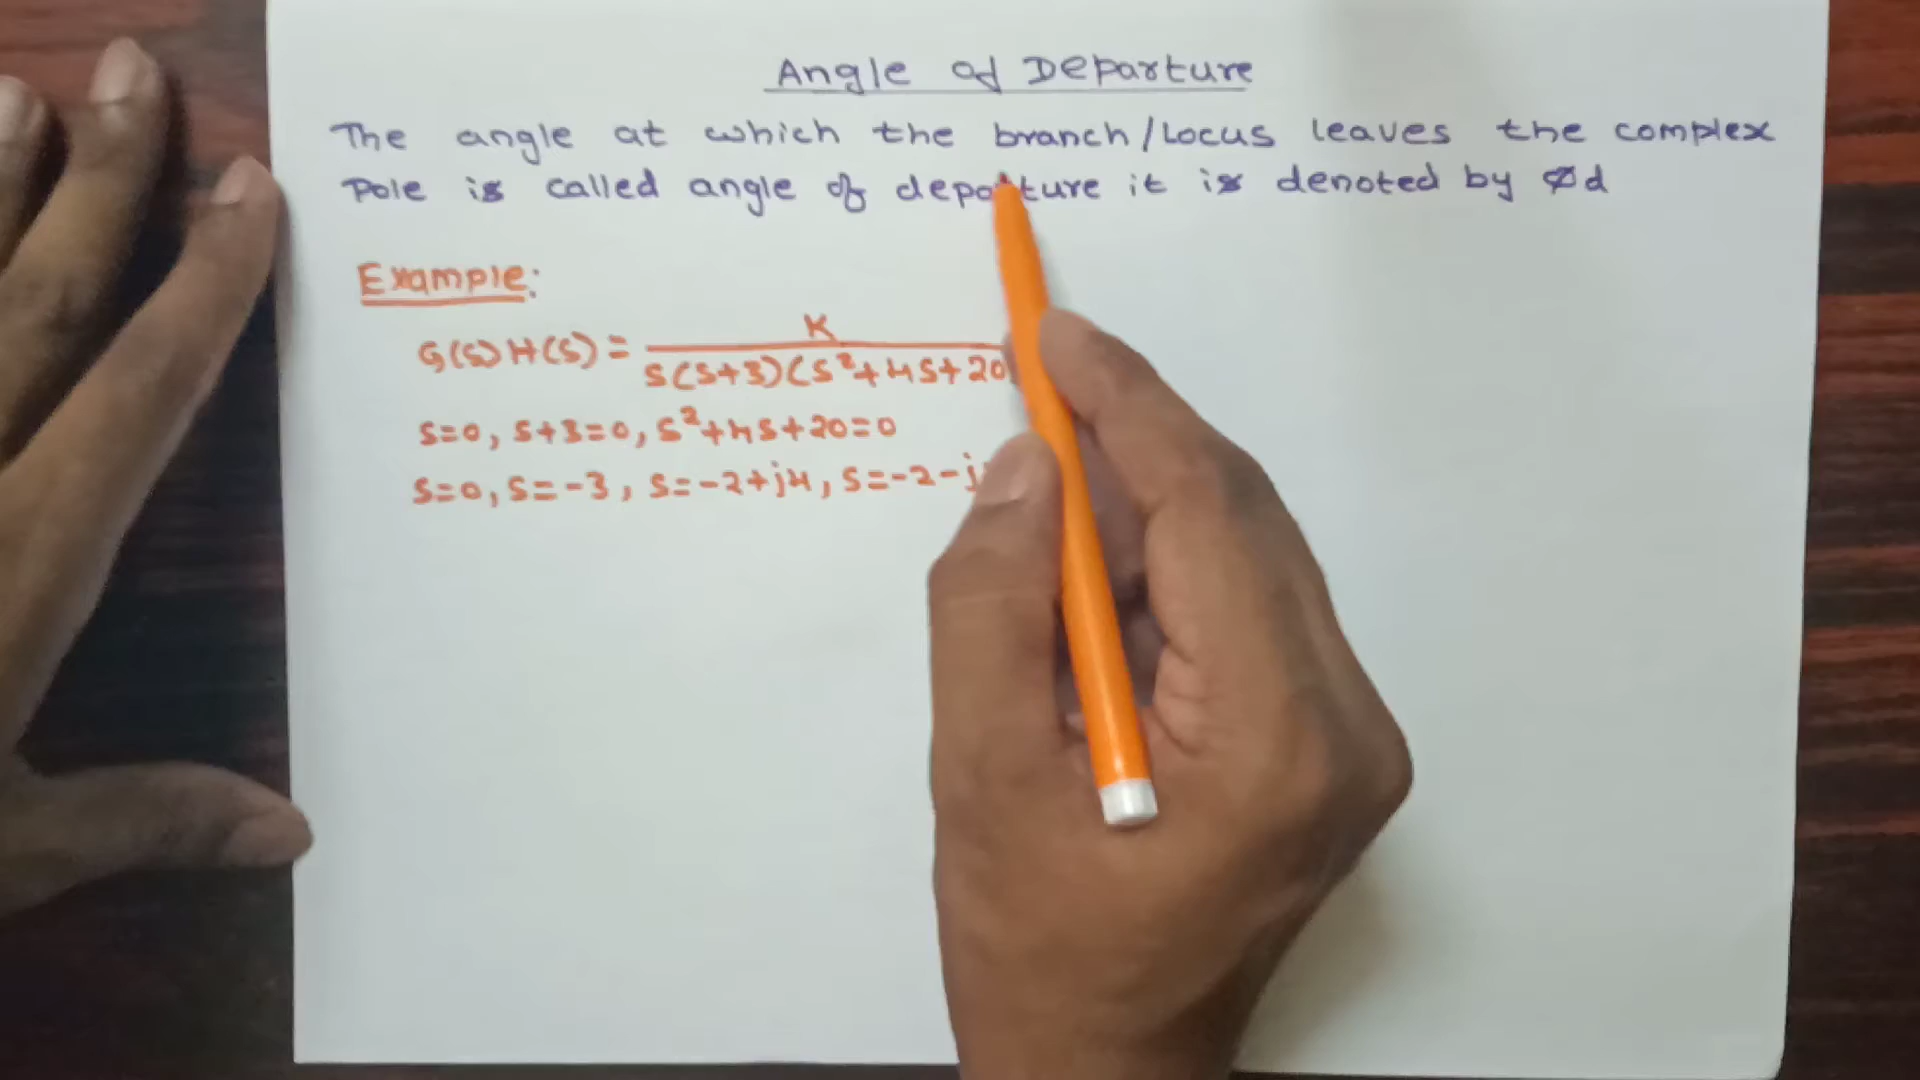 Angle of Departure
The angle at which the branch/Locus leaves the complex
Pole is called angle of departure it is denoted by Ød
Example:
K
G(s)H(s)=
s(s+3)(s²+4s+20
s=0, s+3=0, s²+4s+20=0
s=0, s=-3, s=-2+j4, s=-2-j